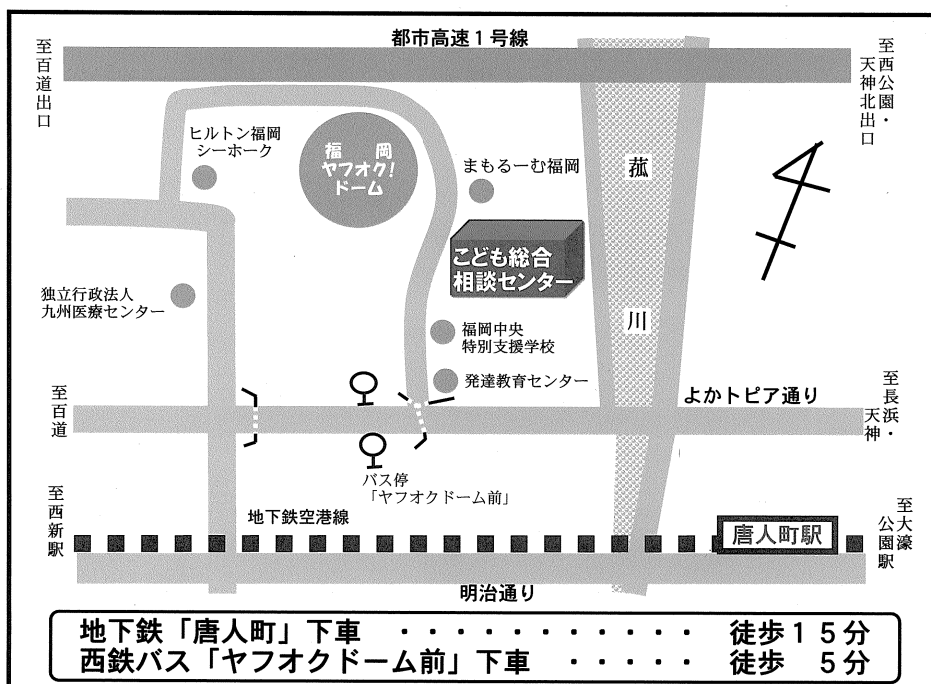 都市高速1号線
至百道出口
至西公園・
天神北出口
ヒルトン福岡
シーホーク
福岡
ヤフオク!
ドーム
まもるーむ福岡
菰
川
こども総合
相談センター
独立行政法人
九州医療センター
福岡中央
特別支援学校
発達教育センター
至百道
よかトピア通り
至長浜・
天神
バス停
「ヤフオクドーム前」
至西新駅
地下鉄空港線
唐人町駅
至大濠
公園駅
明治通り
地下鉄「唐人町」下車 ・・・・・・・・・・・ 徒歩15分
西鉄バス「ヤフオクドーム前」下車 ・・・・・ 徒歩 5分